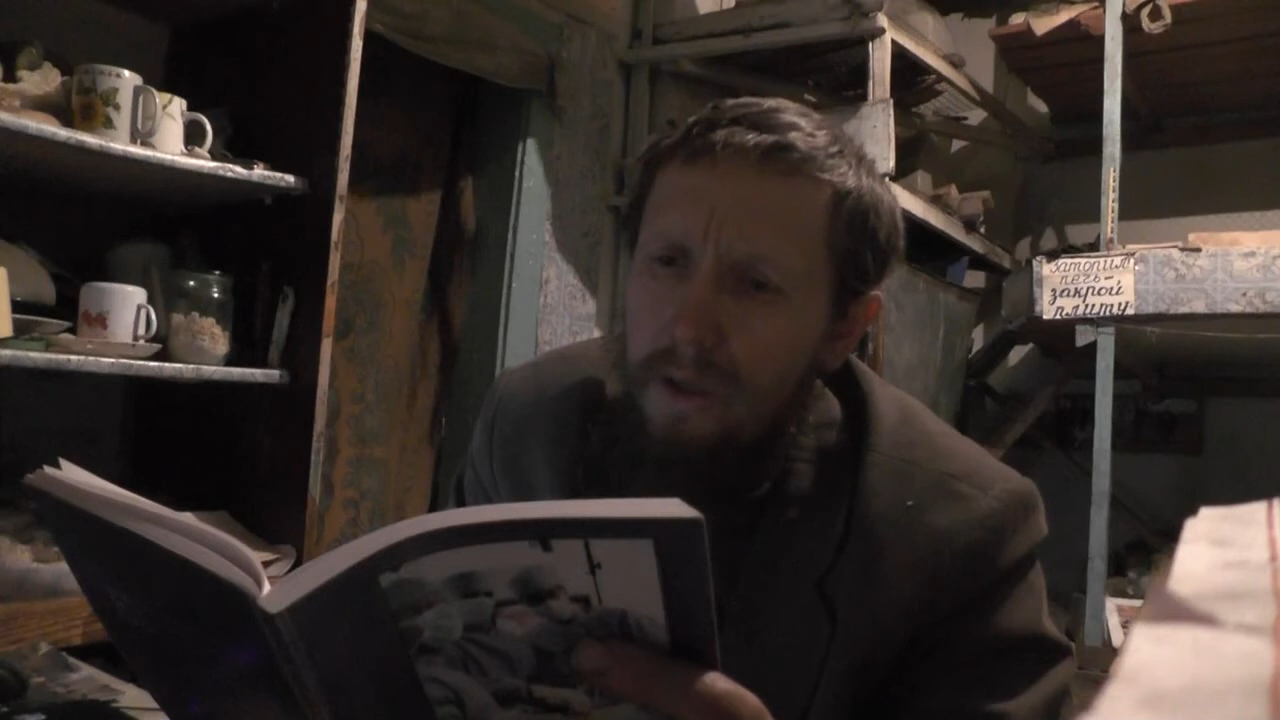 Затопил
печь-
закрой
плиту